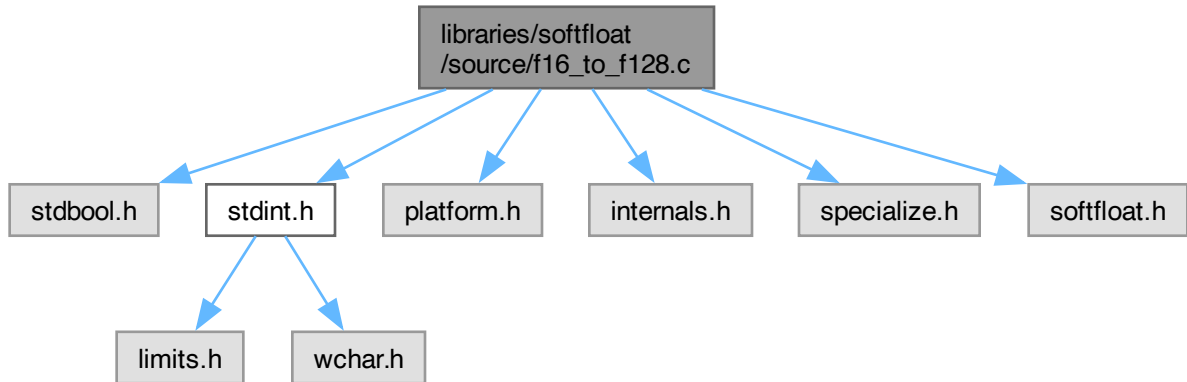 libraries/softfloat
/source/f16_to_f128.c
stdbool.h
stdint.h
platform.h
internals.h
specialize.h
softfloat.h
limits.h
wchar.h